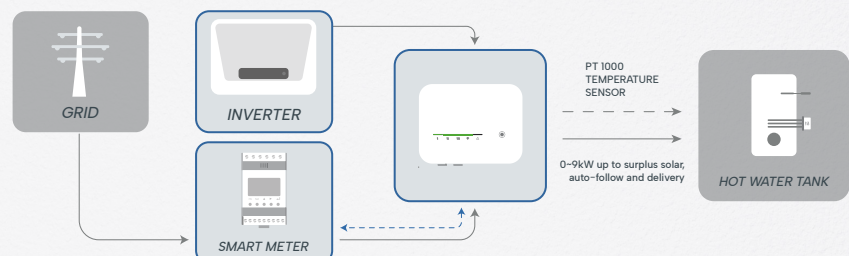 GRID
INVERTER
SMART METER
PT 1000
TEMPERATURE
SENSOR
0~9kW up to surplus solar,
auto-follow and delivery
HOT WATER TANK